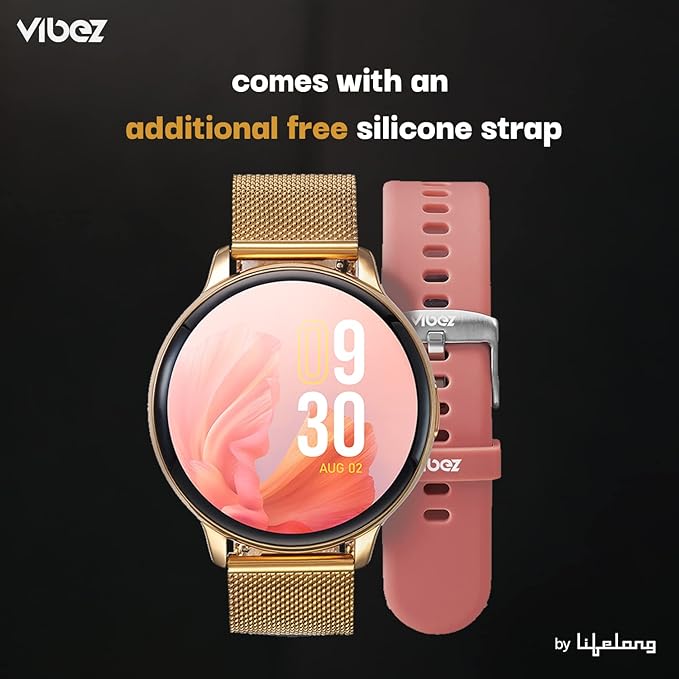 VIBEZ
comes with an
additional free silicone strap
09
30
AUG 02
VIBEZ
VIBEZ
by Lifelong